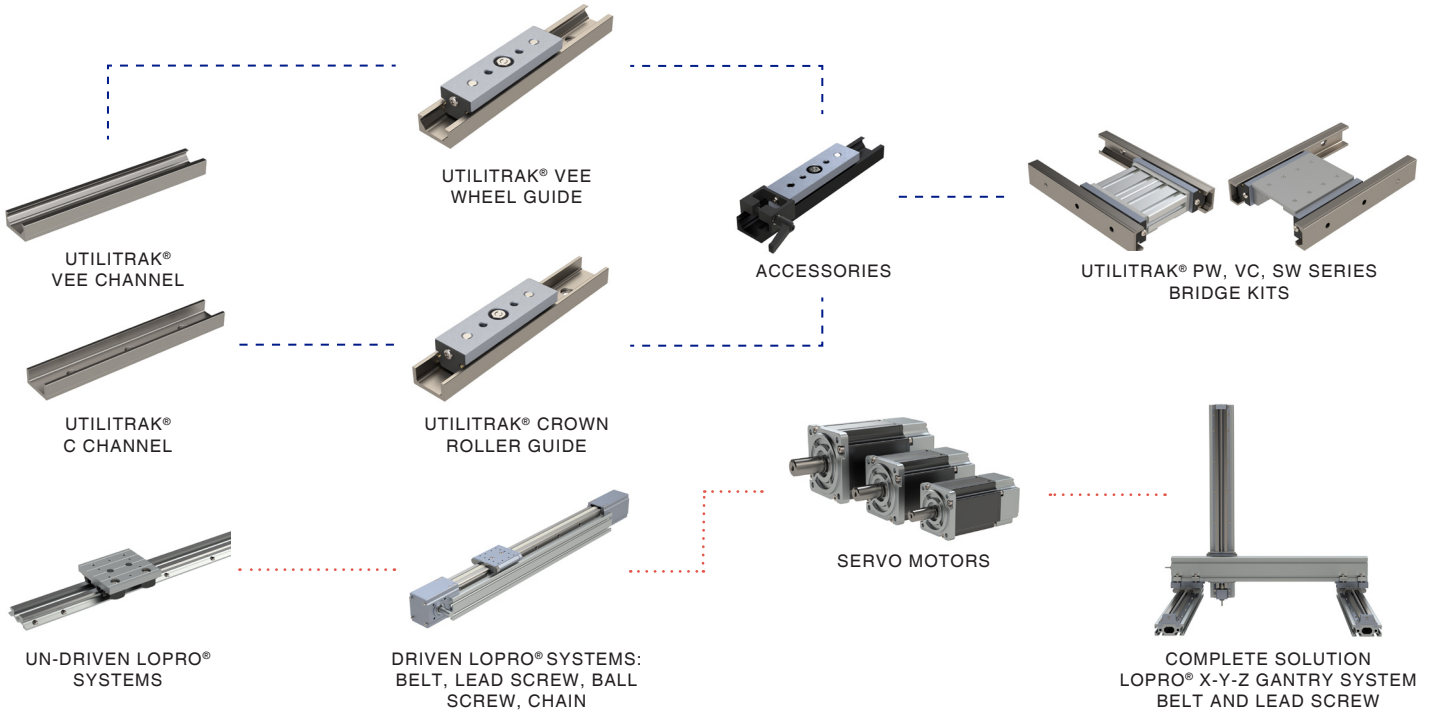 UTILITRAK® VEE
WHEEL GUIDE
UTILITRAK®
VEE CHANNEL
ACCESSORIES
UTILITRAK® PW, VC, SW SERIES
BRIDGE KITS
UTILITRAK®
C CHANNEL
UTILITRAK® CROWN
ROLLER GUIDE
SERVO MOTORS
UN-DRIVEN LOPRO®
SYSTEMS
DRIVEN LOPRO® SYSTEMS:
BELT, LEAD SCREW, BALL
SCREW, CHAIN
COMPLETE SOLUTION
LOPRO® X-Y-Z GANTRY SYSTEM
BELT AND LEAD SCREW